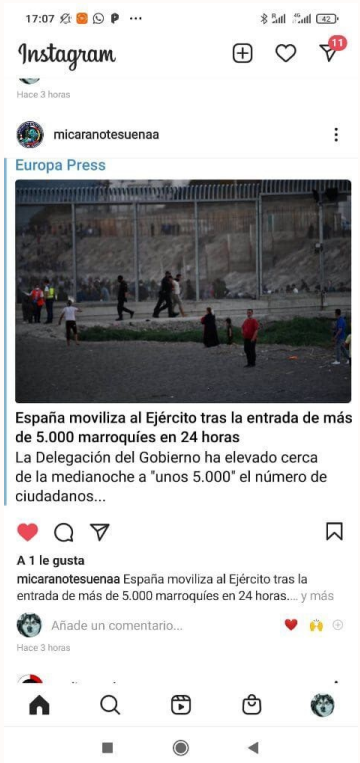 17:07 P ...
42
Instagram
11
Hace 3 horas
micaranotesuenaa
Europa Press
España moviliza al Ejército tras la entrada de más
de 5.000 marroquíes en 24 horas
La Delegación del Gobierno ha elevado cerca
de la medianoche a "unos 5.000" el número de
ciudadanos...
A 1 le gusta
micaranotesuenaa España moviliza al Ejército tras la
entrada de más de 5.000 marroquíes en 24 horas.... y más
Añade un comentario...
Hace 3 horas